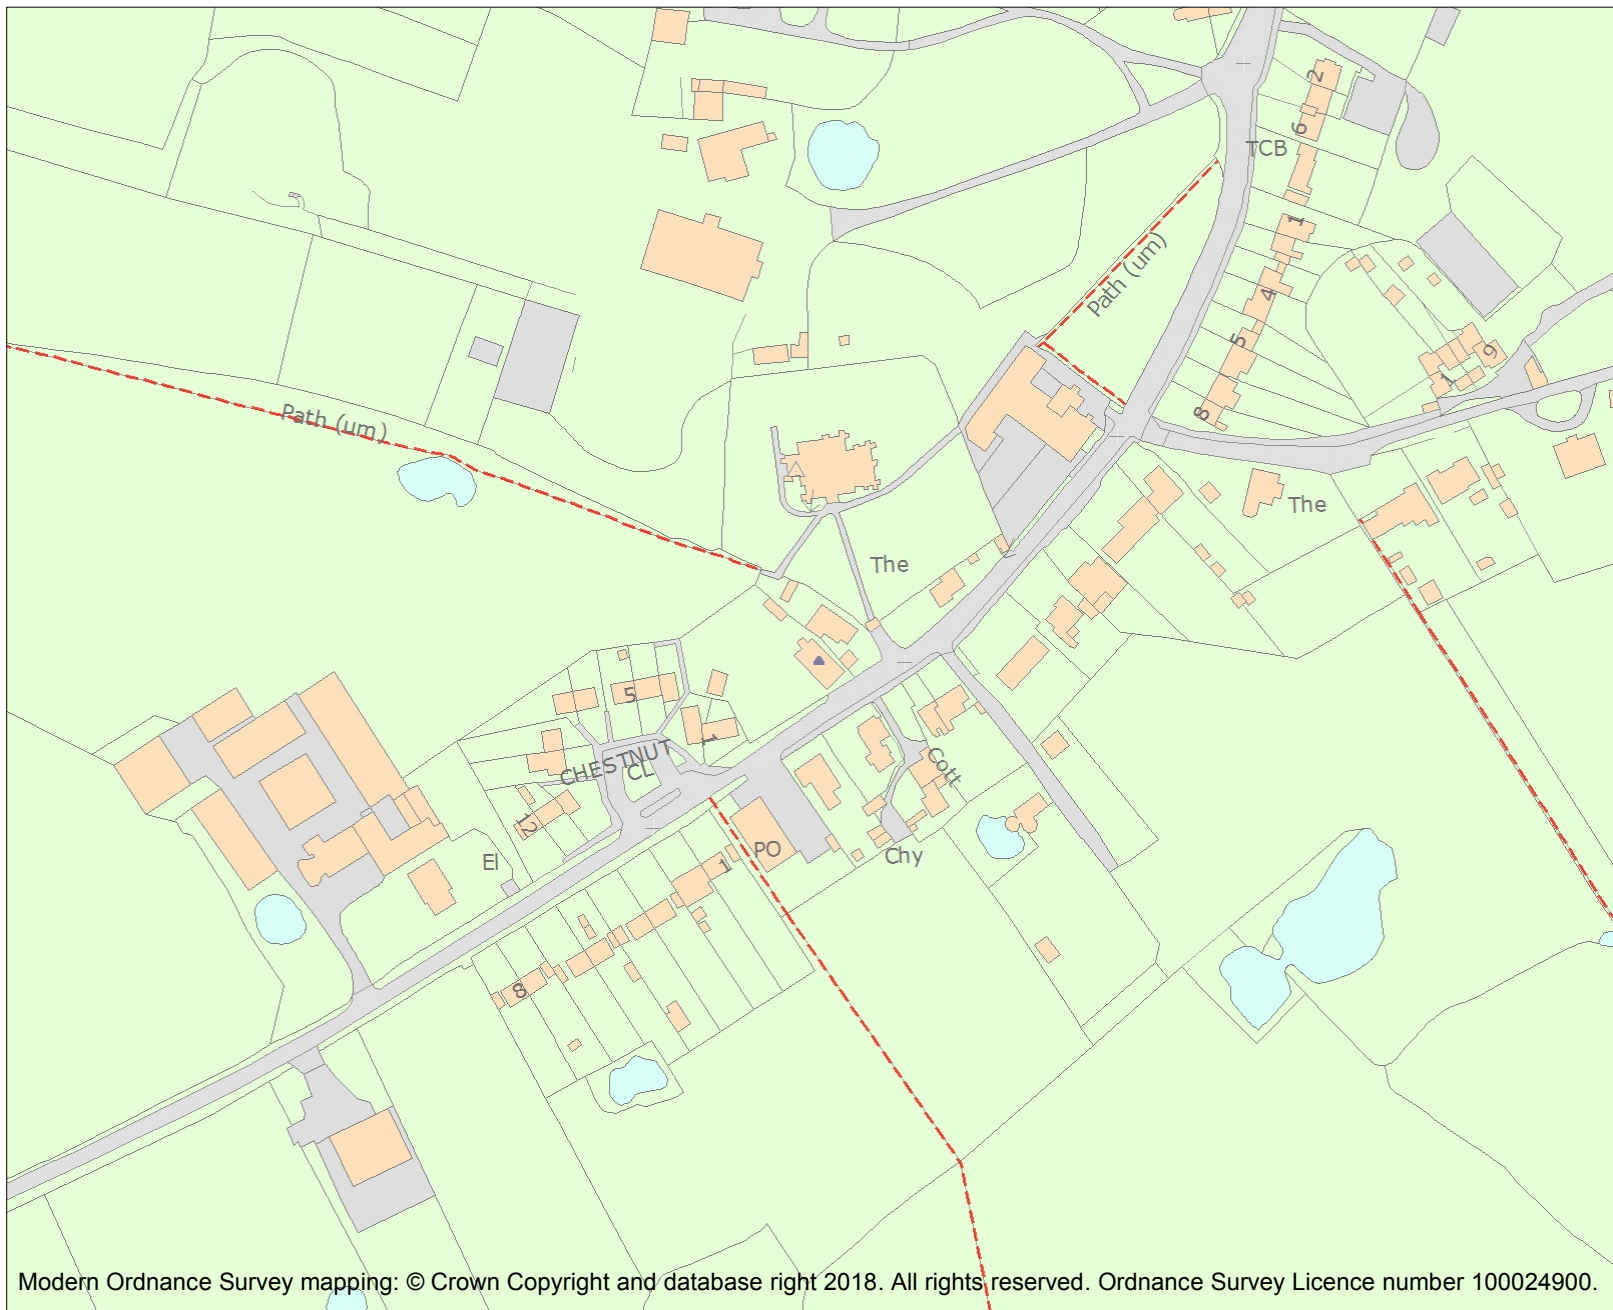 2
6
TCB
1
Path (um)
4
5
9
1
8
Path (um)
The
The
5
1
CHESTNUT
CL
Cott
12
PO
El
Chy
1
8
Modern Ordnance Survey mapping: © Crown Copyright and database right 2018. All rights reserved. Ordnance Survey Licence number 100024900.